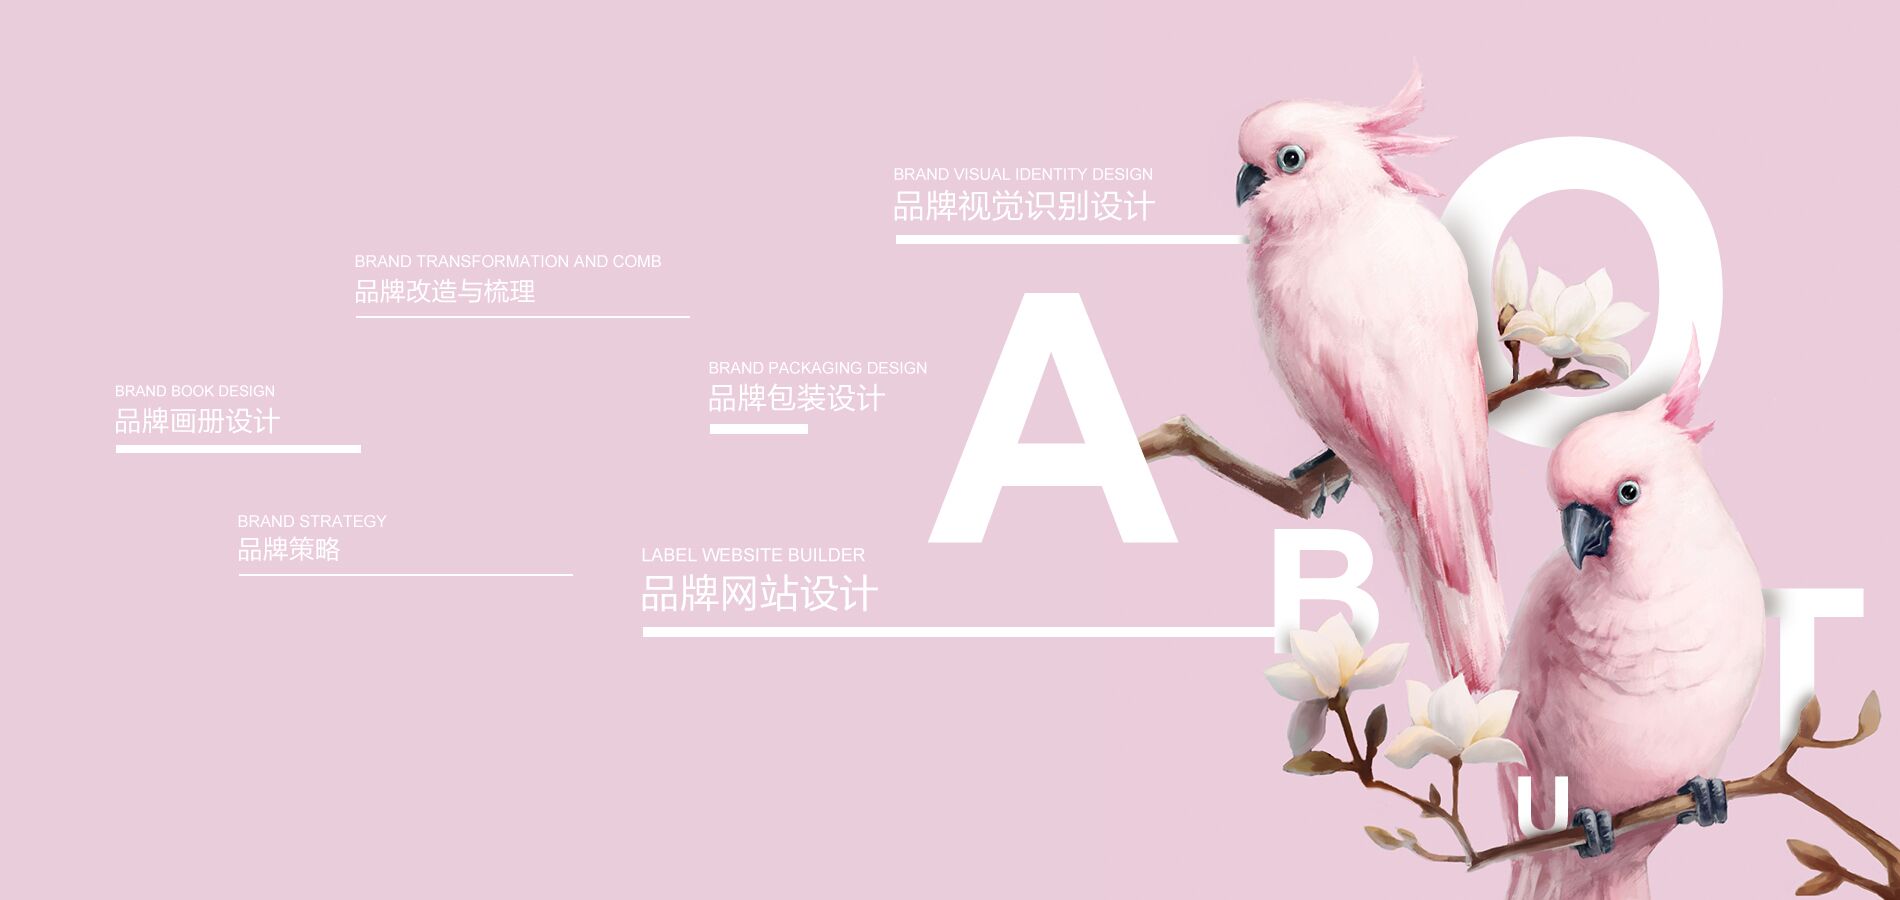 BRAND VISUAL IDENTITY DESIGN
品牌视觉识别设计
BRAND TRANSFORMATION AND COMB
品牌改造与梳理
BRAND PACKAGING DESIGN
品牌包装设计
BRAND BOOK DESIGN
品牌画册设计
BRAND STRATEGY
品牌策略
LABEL WEBSITE BUILDER
品牌网站设计
A
B
O
U
T